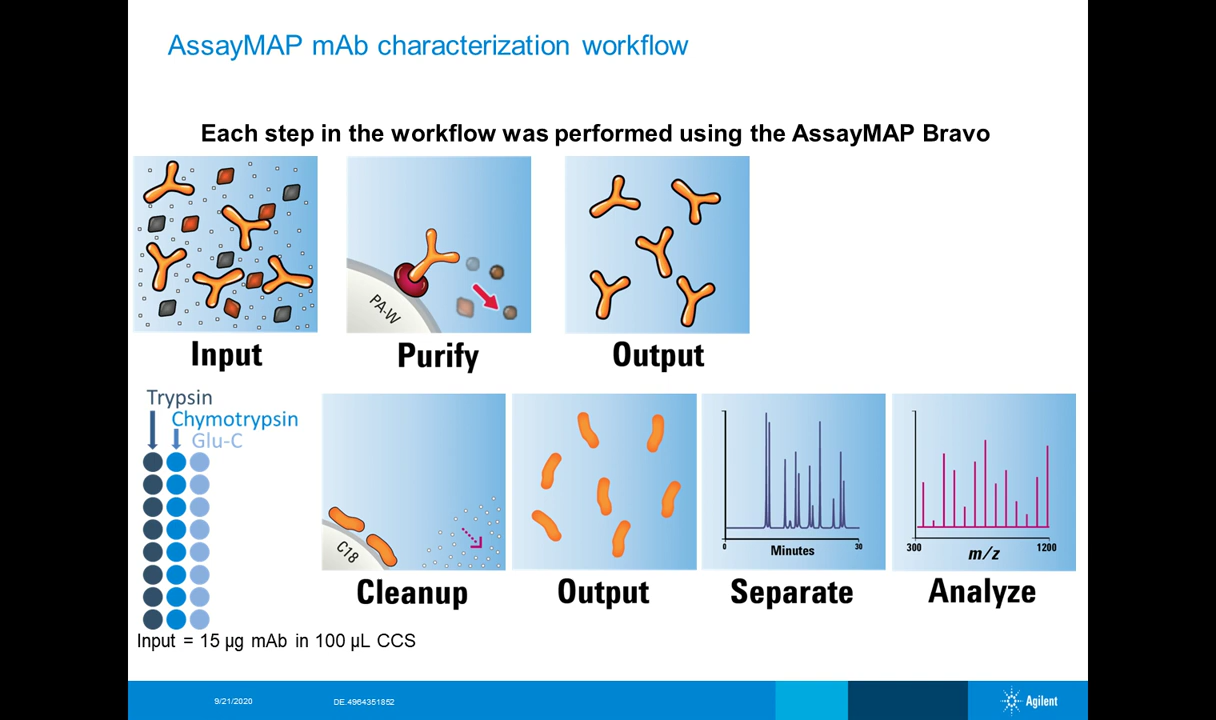 AssayMAP mAb characterization workflow
Each step in the workflow was performed using the AssayMAP Bravo
PA-W
Input
Purify
Output
Trypsin
Chymotrypsin
Glu-C
C18
0
Minutes
30
300
m/z
1200
Cleanup
Output
Separate
Analyze
Input = 15 µg mAb in 100 µL CCS
9/21/2020
DE.4964351852
Agilent